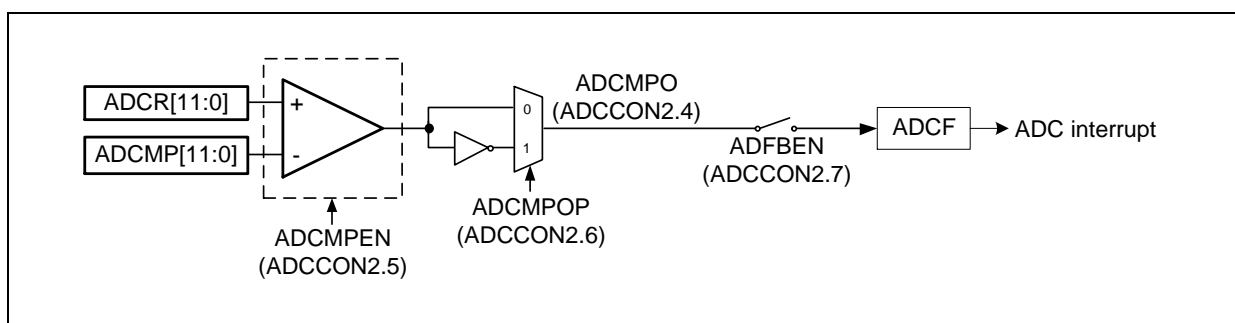 ADCR[11:0]
ADCMP[11:0]
+
-
ADCMPEN
(ADCCON2.5)
0
1
ADCMPOP
(ADCCON2.6)
ADCMPO
(ADCCON2.4)
ADFBEN
(ADCCON2.7)
ADCF
ADC interrupt